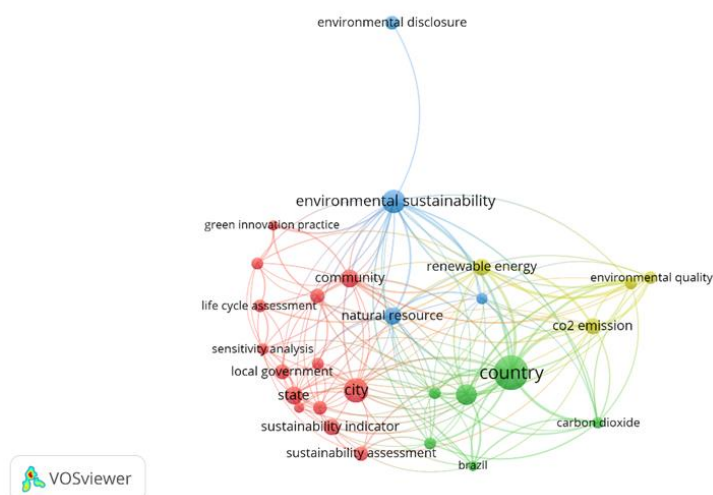 environmental disclosure
environmental sustainability
green innovation practice
community
renewable energy
environmental quality
life cycle assessment
natural resource
co2 emission
sensitivity analysis
local government
country
state
city
carbon dioxide
sustainability indicator
sustainability assessment
brazil
VOSviewer